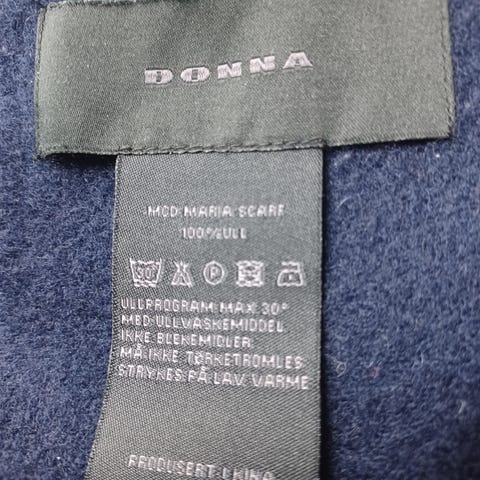 DONNA
MOD: MARIA SCARF
100% ULL
30°
P
ULLPROGRAM MAX 30°
MED ULLVASKEMIDDEL
IKKE BLEKEMIDLER
MÅ IKKE TØRKETROMLES
STRYKES PÅ LAV. VARME
PRODUSERT I KINA